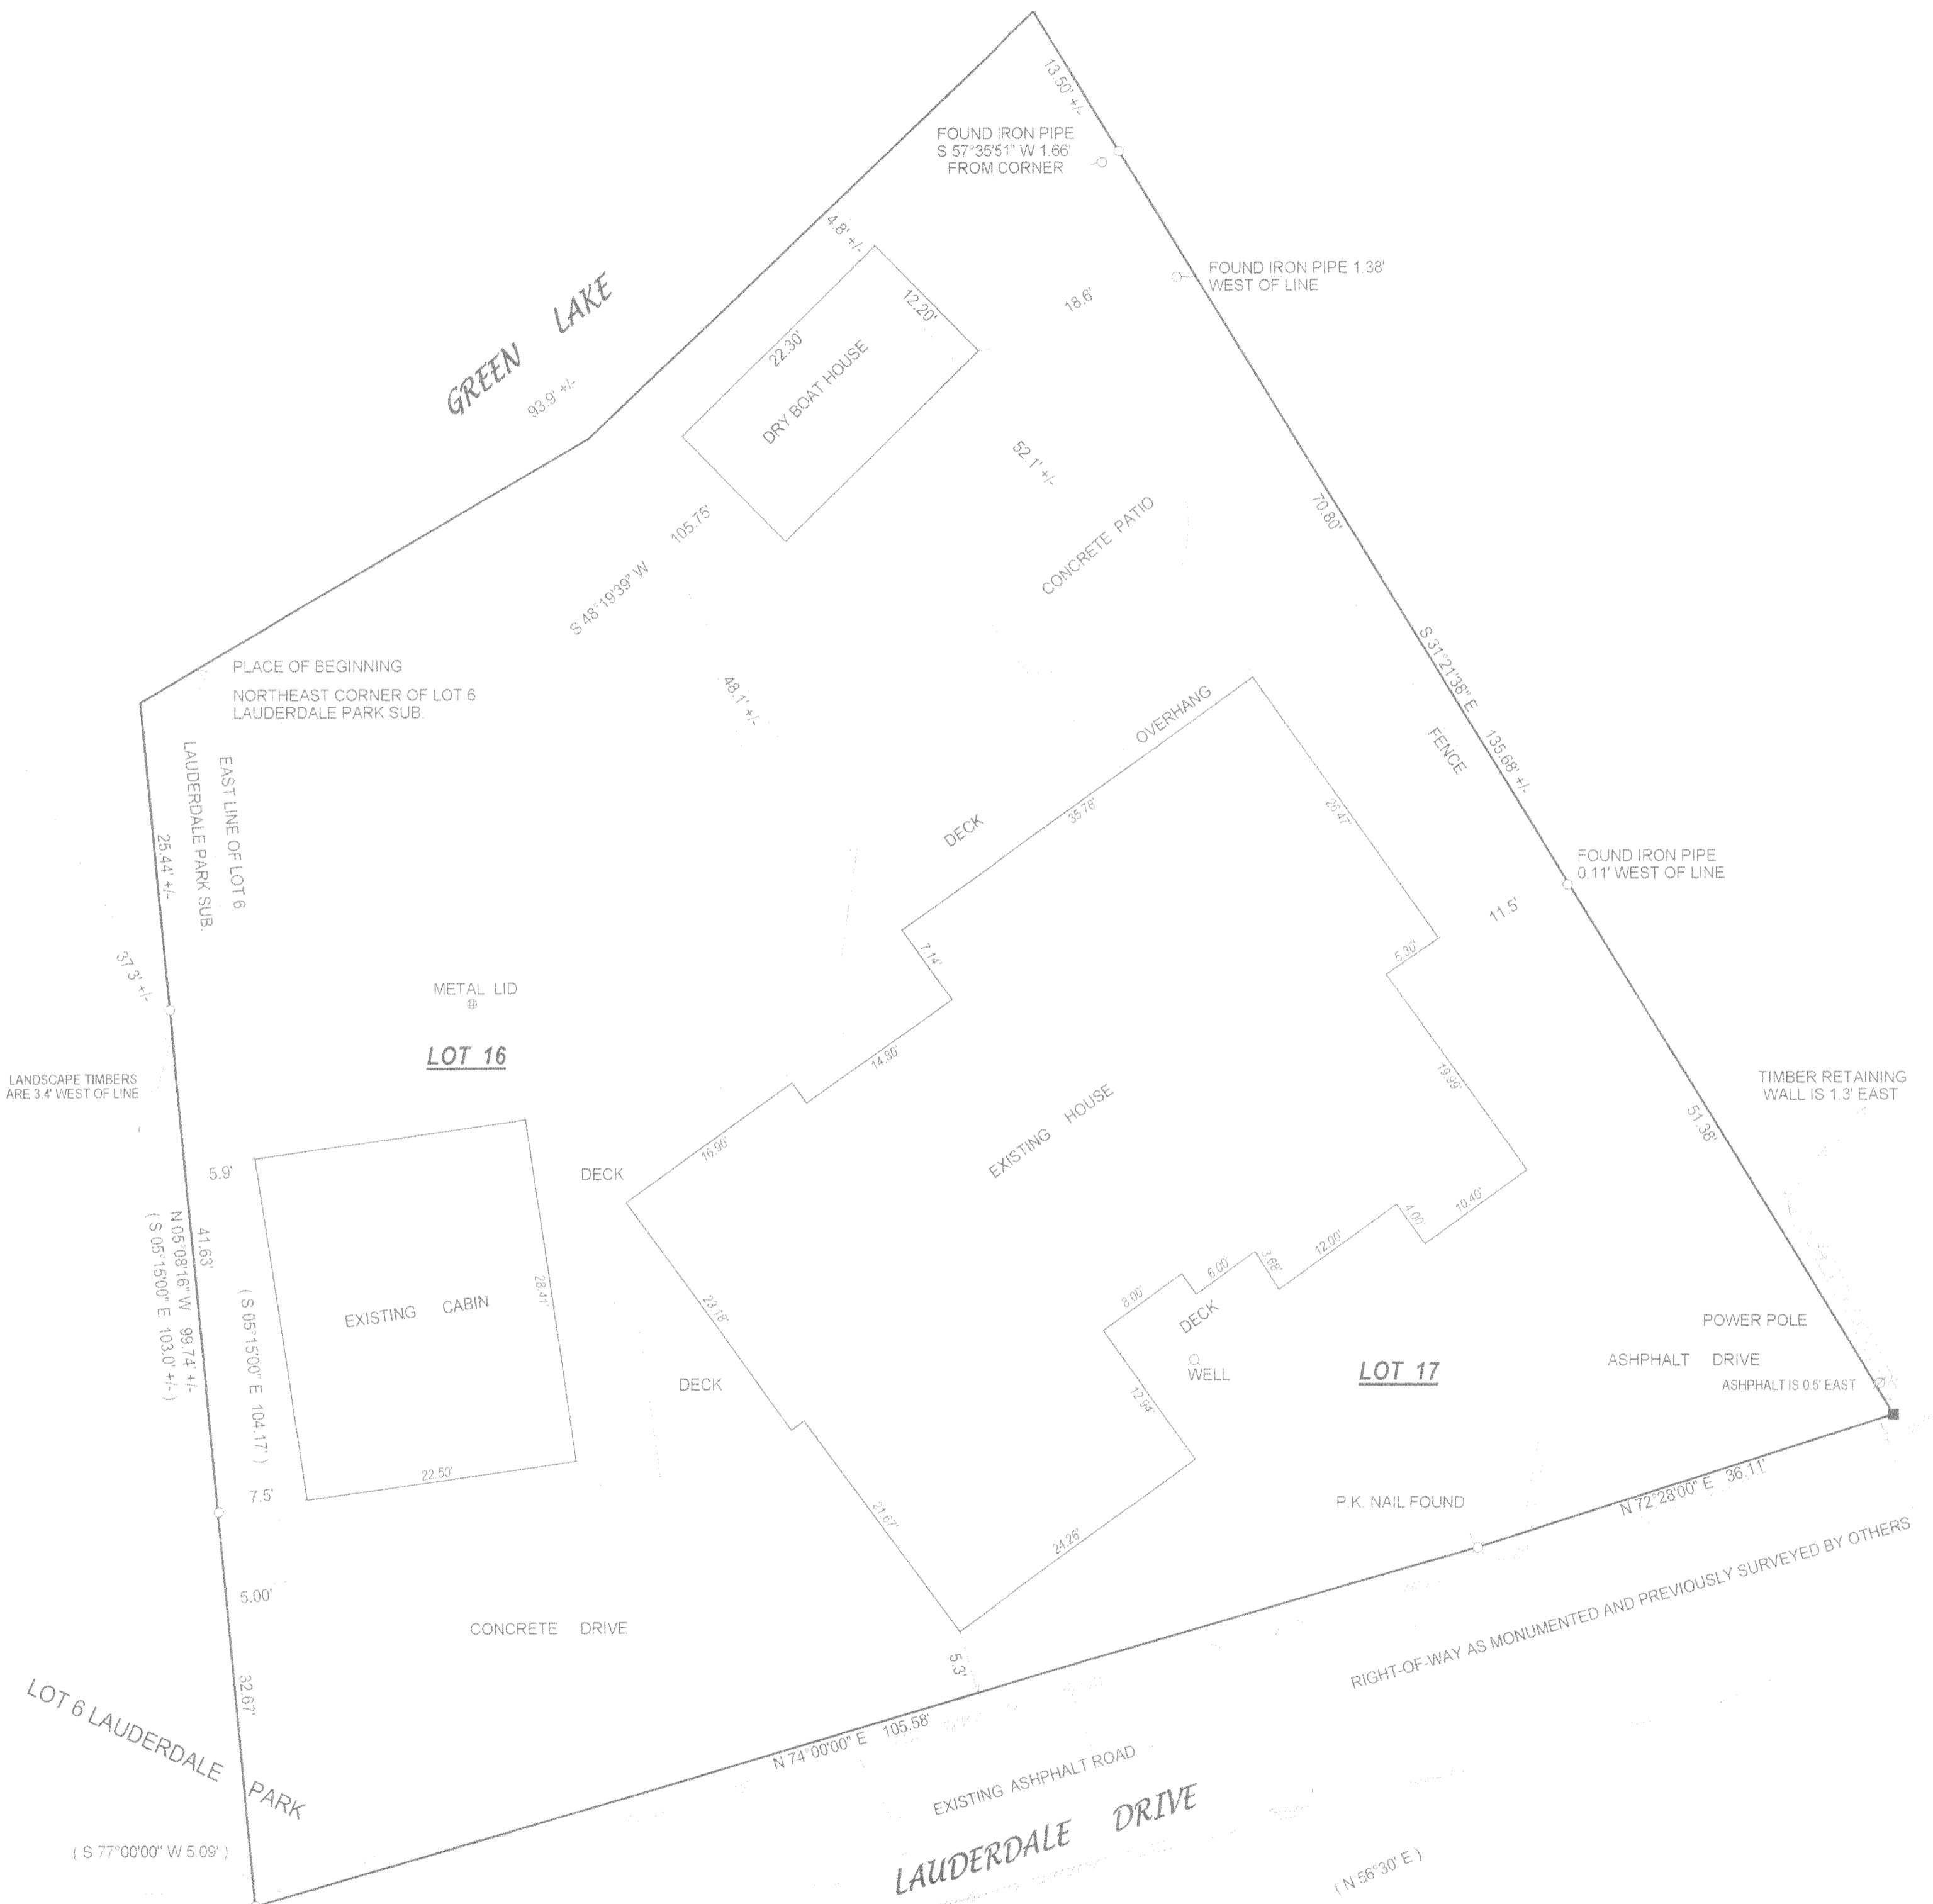 13.50' +/-
FOUND IRON PIPE
S 57°35'51" W 1.66'
FROM CORNER
4.8' +/-
FOUND IRON PIPE 1.38'
WEST OF LINE
18.6'
12.20'
22.30'
DRY BOAT HOUSE
GREEN LAKE
93.9' +/-
52.1' +/-
CONCRETE PATIO
70.80'
S 48°19'39" W 105.75'
S 31°21'38" E 135.68' +/-
PLACE OF BEGINNING
NORTHEAST CORNER OF LOT 6
LAUDERDALE PARK SUB.
48.1' +/-
OVERHANG
FENCE
EAST LINE OF LOT 6
LAUDERDALE PARK SUB.
25.44' +/-
DECK
35.78'
26.47'
FOUND IRON PIPE
0.11' WEST OF LINE
11.5'
5.30'
7.14'
37.3' +/-
METAL LID
LOT 16
14.80'
19.99'
LANDSCAPE TIMBERS
ARE 3.4' WEST OF LINE
TIMBER RETAINING
WALL IS 1.3' EAST
51.38'
EXISTING HOUSE
16.90'
5.9'
DECK
10.40'
4.00'
12.00'
3.68'
6.00'
8.00'
41.63'
N 05°08'16" W 99.74' +/-
( S 05°15'00" E 103.0' +/- )
( S 05°15'00" E 104.17' )
EXISTING CABIN
28.41'
23.18'
DECK
WELL
LOT 17
POWER POLE
ASHPHALT DRIVE
ASHPHALT IS 0.5' EAST
DECK
12.94'
22.50'
7.5'
21.67'
24.26'
P.K. NAIL FOUND
N 72°28'00" E 36.11'
5.00'
CONCRETE DRIVE
5.3'
RIGHT-OF-WAY AS MONUMENTED AND PREVIOUSLY SURVEYED BY OTHERS
32.67'
LOT 6 LAUDERDALE PARK
N 74°00'00" E 105.58'
EXISTING ASHPHALT ROAD
LAUDERDALE DRIVE
( S 77°00'00" W 5.09' )
( N 56°30' E )